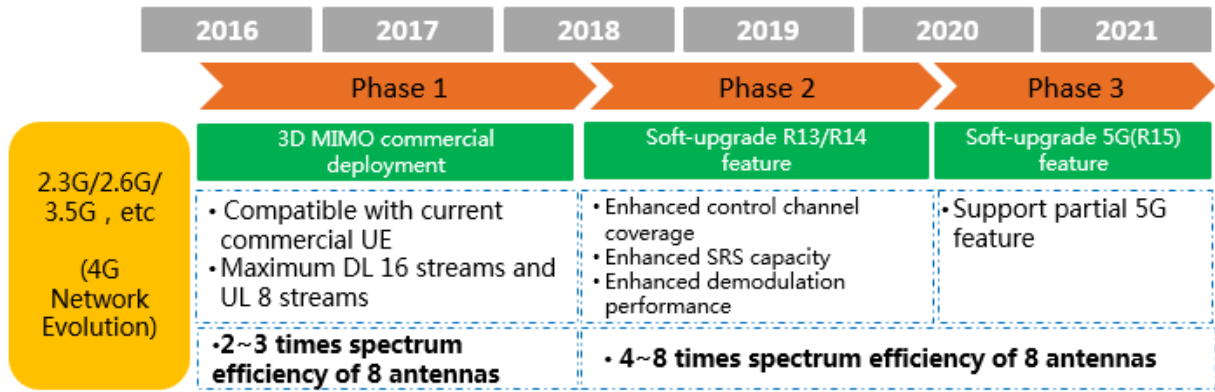 2016 2017 2018 2019 2020 2021
Phase 1 Phase 2 Phase 3
2.3G/2.6G/
3.5G , etc
(4G
Network
Evolution)
3D MIMO commercial
deployment
Soft-upgrade R13/R14
feature
Soft-upgrade 5G(R15)
feature
• Compatible with current
commercial UE
• Maximum DL 16 streams and
UL 8 streams
• Enhanced control channel
coverage
• Enhanced SRS capacity
• Enhanced demodulation
performance
• Support partial 5G
feature
•2~3 times spectrum
efficiency of 8 antennas
• 4~8 times spectrum efficiency of 8 antennas